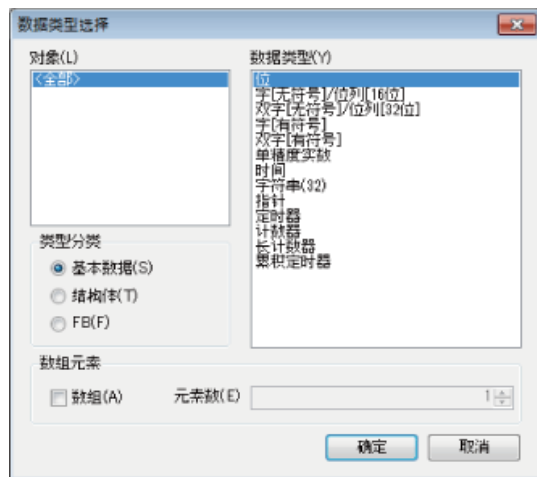 数据类型选择
对象(L)
<全部>
数据类型(Y)
位
字[无符号]/位列[16位]
双字[无符号]/位列[32位]
字[有符号]
双字[有符号]
单精度实数
时间
字符串(32)
指针
定时器
计数器
长计数器
累积定时器
类型分类
基本数据(S)
结构体(T)
FB(F)
数组元素
数组(A)
元素数(E)
1
确定
取消